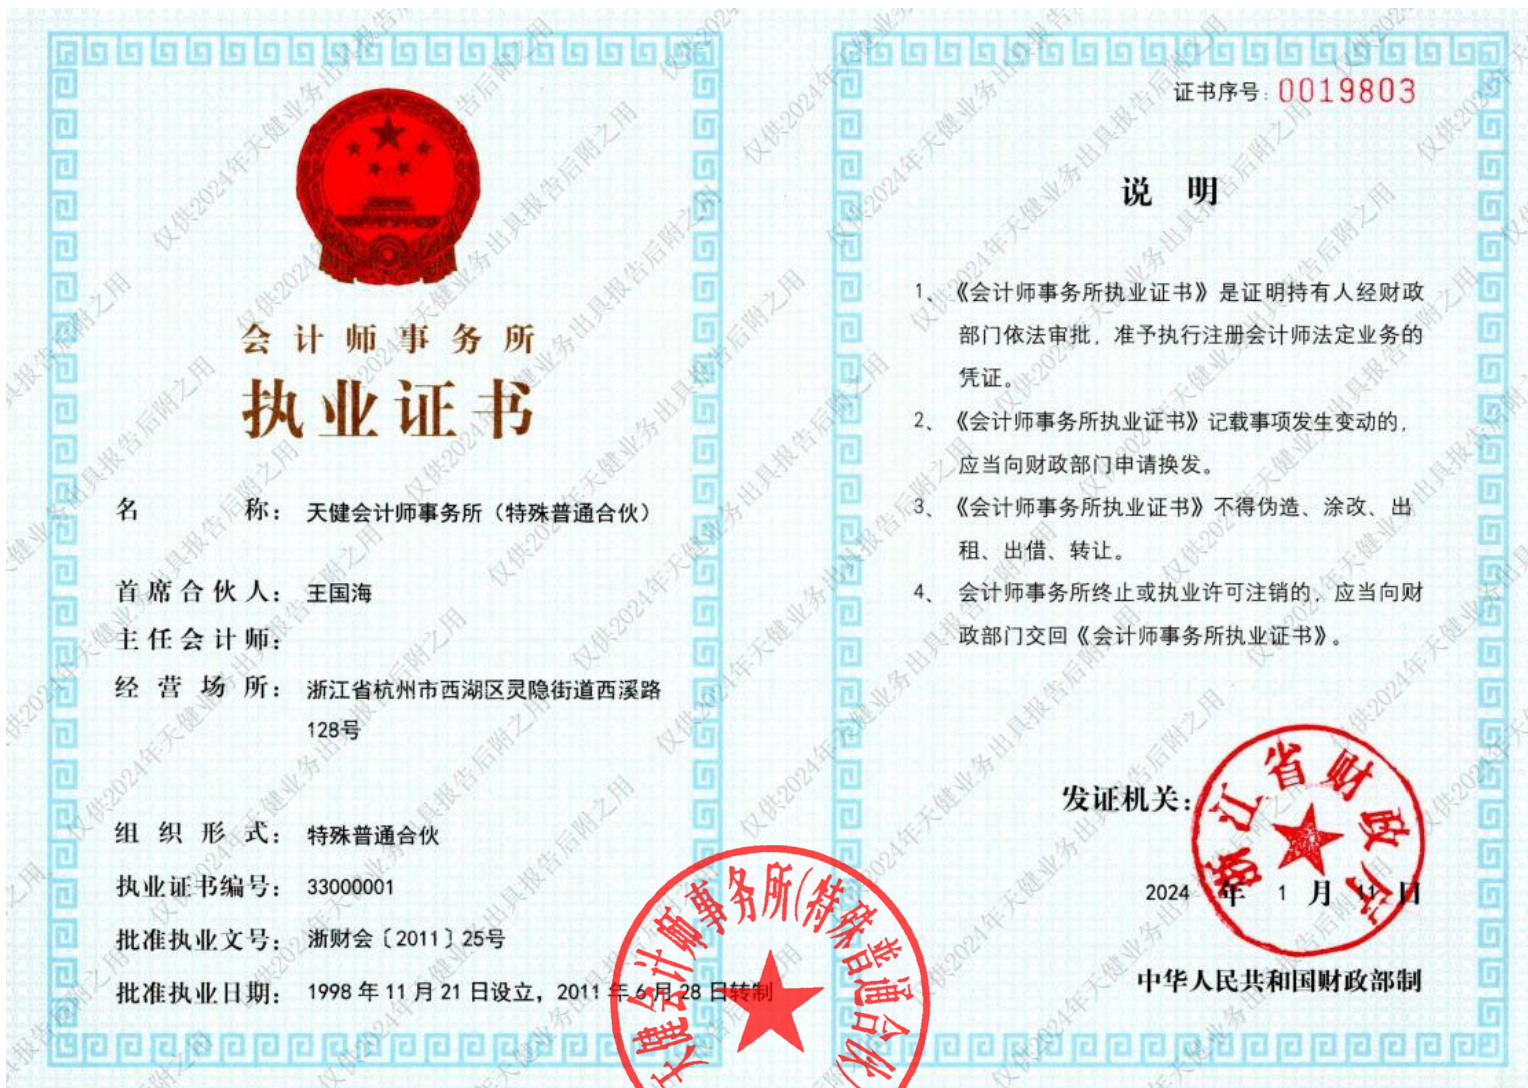 会计师事务所
执业证书
名 称： 天健会计师事务所（特殊普通合伙）
首席合伙人： 王国海
主任会计师：
经营场所： 浙江省杭州市西湖区灵隐街道西溪路
128号
组织形式： 特殊普通合伙
执业证书编号： 33000001
批准执业文号： 浙财会〔2011〕25号
批准执业日期： 1998年11月21日设立，2011年6月28日转制
天健会计师事务所(特殊普通合伙)
证书序号：0019803
说 明
1、《会计师事务所执业证书》是证明持有人经财政
部门依法审批，准予执行注册会计师法定业务的
凭证。
2、《会计师事务所执业证书》记载事项发生变动的，
应当向财政部门申请换发。
3、《会计师事务所执业证书》不得伪造、涂改、出
租、出借、转让。
4、 会计师事务所终止或执业许可注销的，应当向财
政部门交回《会计师事务所执业证书》。
发证机关：
浙江省财政厅
2024 年 1 月 11 日
中华人民共和国财政部制
仅供2024年天健业务出具报告后附之用